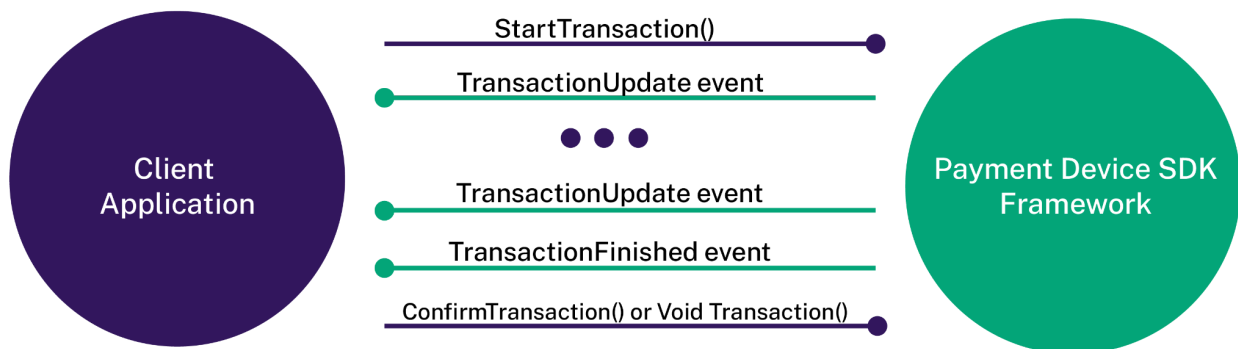 StartTransaction()
TransactionUpdate event
Client
Application
TransactionUpdate event
TransactionFinished event
ConfirmTransaction() or Void Transaction()
Payment Device SDK
Framework